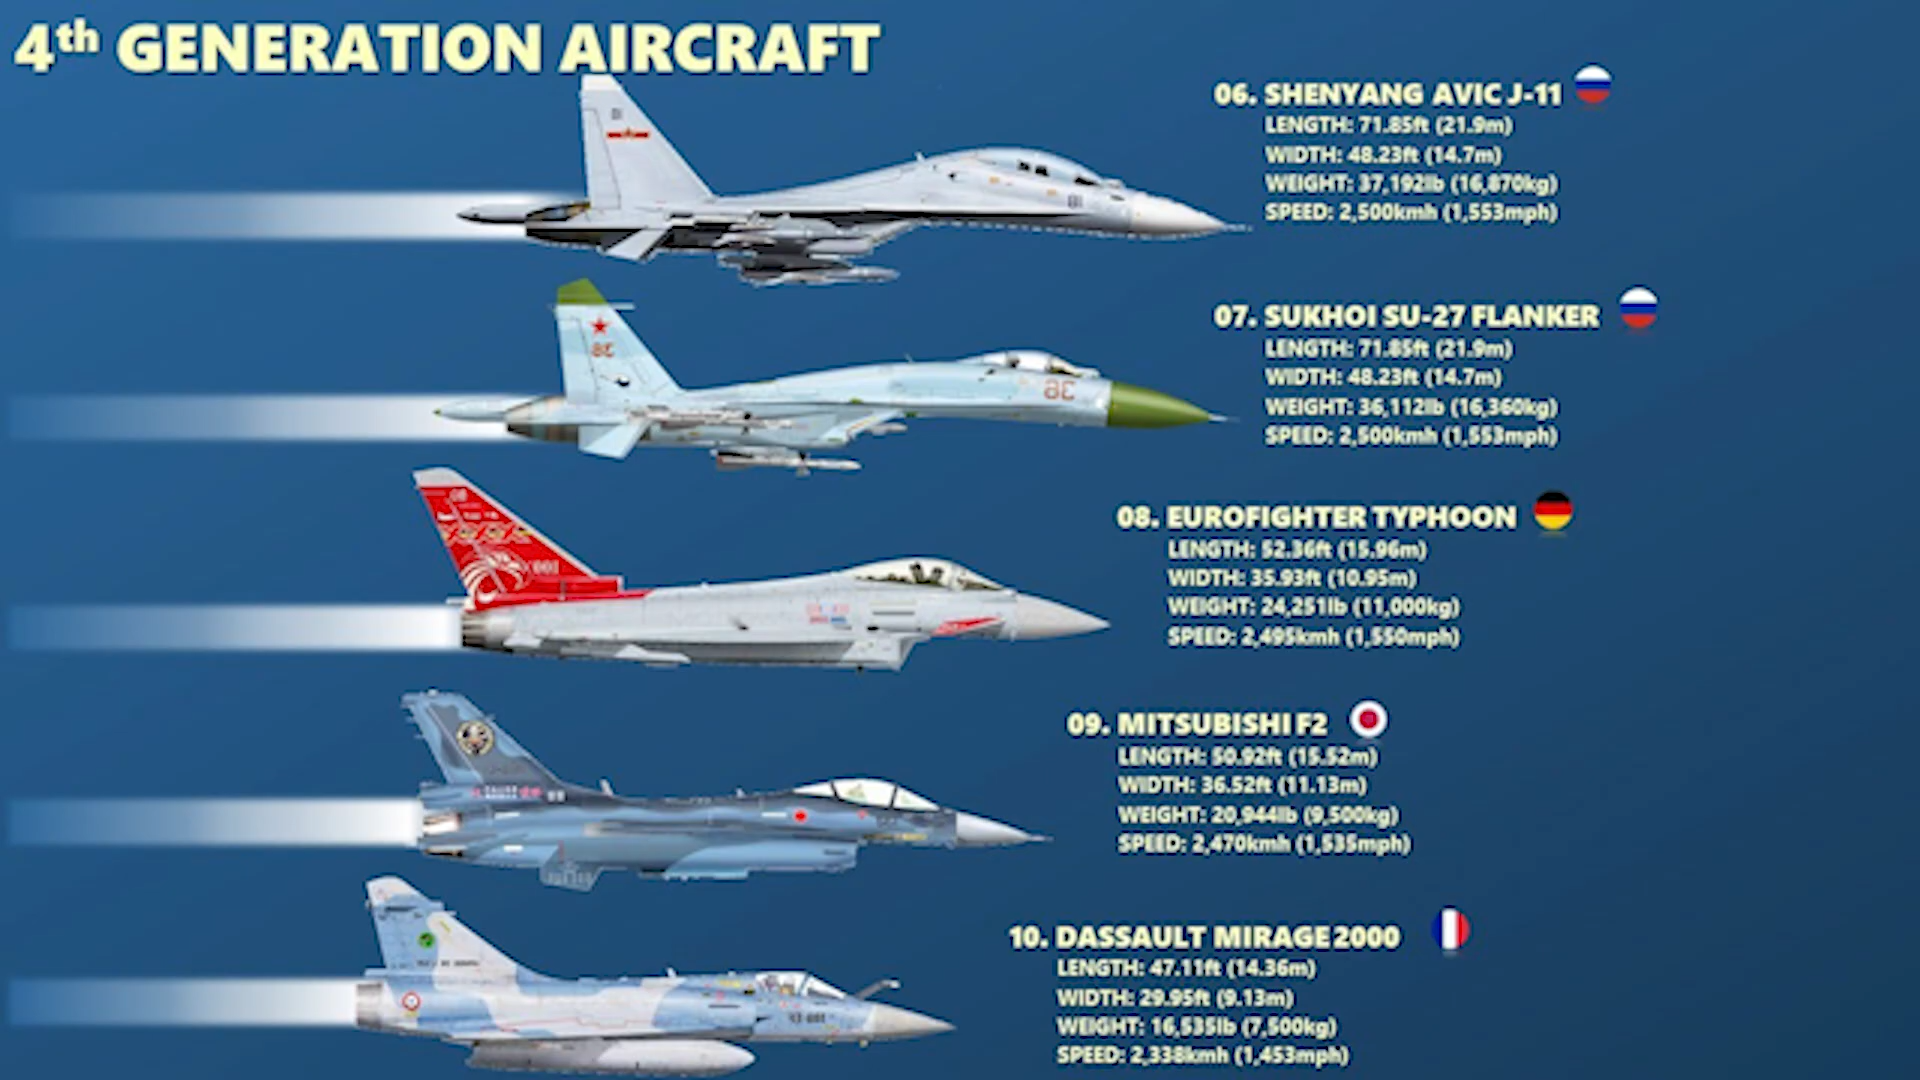 4th GENERATION AIRCRAFT
06. SHENYANG AVIC J-11
LENGTH: 71.85ft (21.9m)
WIDTH: 48.23ft (14.7m)
WEIGHT: 37,192lb (16,870kg)
SPEED: 2,500kmh (1,553mph)
07. SUKHOI SU-27 FLANKER
LENGTH: 71.85ft (21.9m)
WIDTH: 48.23ft (14.7m)
WEIGHT: 36,112lb (16,360kg)
SPEED: 2,500kmh (1,553mph)
08. EUROFIGHTER TYPHOON
LENGTH: 52.36ft (15.96m)
WIDTH: 35.93ft (10.95m)
WEIGHT: 24,251lb (11,000kg)
SPEED: 2,495kmh (1,550mph)
09. MITSUBISHI F2
LENGTH: 50.92ft (15.52m)
WIDTH: 36.52ft (11.13m)
WEIGHT: 20,944lb (9,500kg)
SPEED: 2,470kmh (1,535mph)
10. DASSAULT MIRAGE 2000
LENGTH: 47.11ft (14.36m)
WIDTH: 29.95ft (9.13m)
WEIGHT: 16,535lb (7,500kg)
SPEED: 2,338kmh (1,453mph)